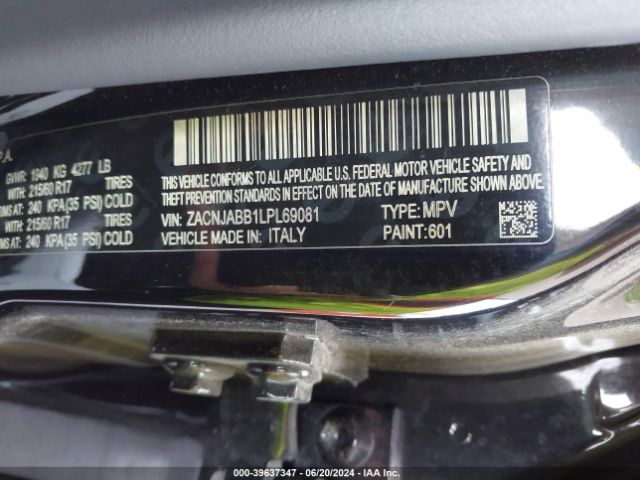 P.A.
GVWR: 1940 KG 4277 LB
WITH: 215/60 R17 TIRES
MS AT: 240 KPA(35 PSI) COLD
WITH: 215/60 R17 TIRES
MS AT: 240 KPA(35 PSI) COLD
THIS VEHICLE CONFORMS TO ALL APPLICABLE U.S. FEDERAL MOTOR VEHICLE SAFETY AND
THEFT PREVENTION STANDARDS IN EFFECT ON THE DATE OF MANUFACTURE SHOWN ABOVE.
VIN: ZACNJABB1LPL69081 TYPE: MPV
VEHICLE MADE IN: ITALY PAINT: 601
000-39637347 | 06/20/2024 | IAA Inc.